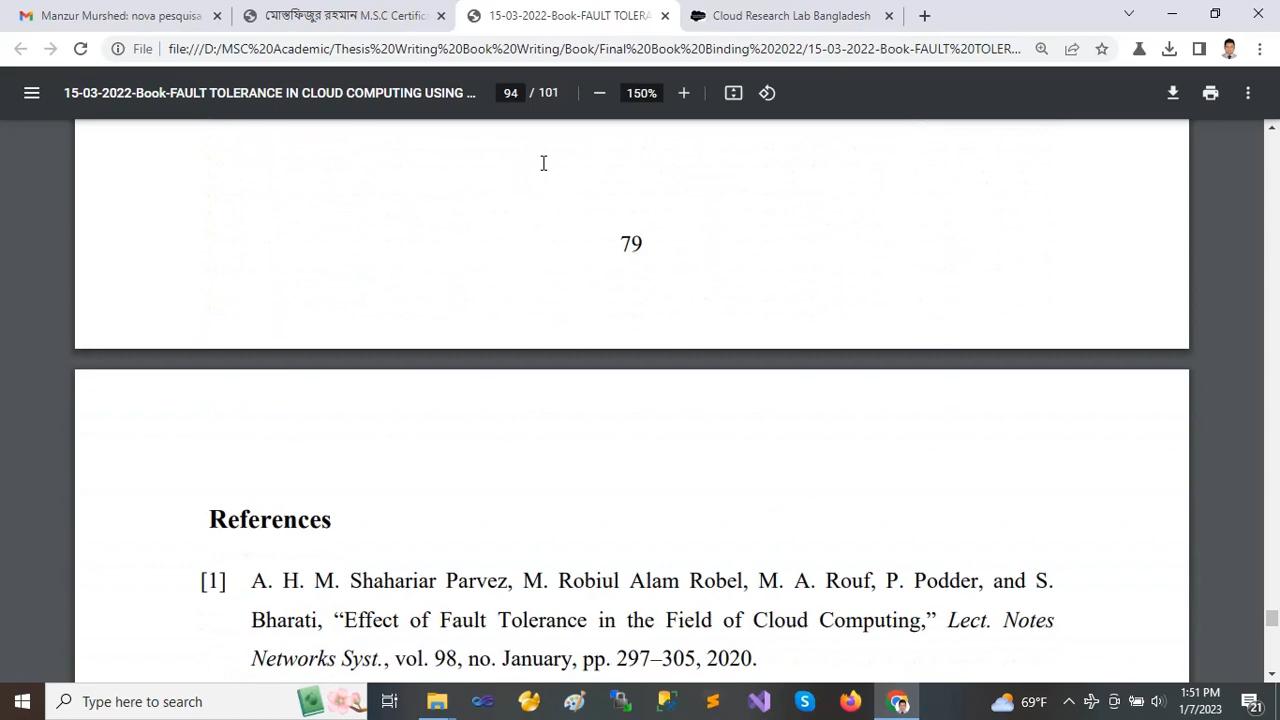 Manzur Murshed: nova pesquisa
মোস্তাফিজুর রহমান M.S.C Certific
15-03-2022-Book-FAULT TOLERA
Cloud Research Lab Bangladesh
File
file:///D:/MSC%20Academic/Thesis%20Writing%20Book%20Writing/Book/Final%20Book%20Binding%202022/15-03-2022-Book-FAULT%20TOLER...
15-03-2022-Book-FAULT TOLERANCE IN CLOUD COMPUTING USING ...
94 / 101
150%
79
References
[1] A. H. M. Shahariar Parvez, M. Robiul Alam Robel, M. A. Rouf, P. Podder, and S.
Bharati, “Effect of Fault Tolerance in the Field of Cloud Computing,” Lect. Notes
Networks Syst., vol. 98, no. January, pp. 297–305, 2020.
Type here to search
69°F
1:51 PM
1/7/2023
21